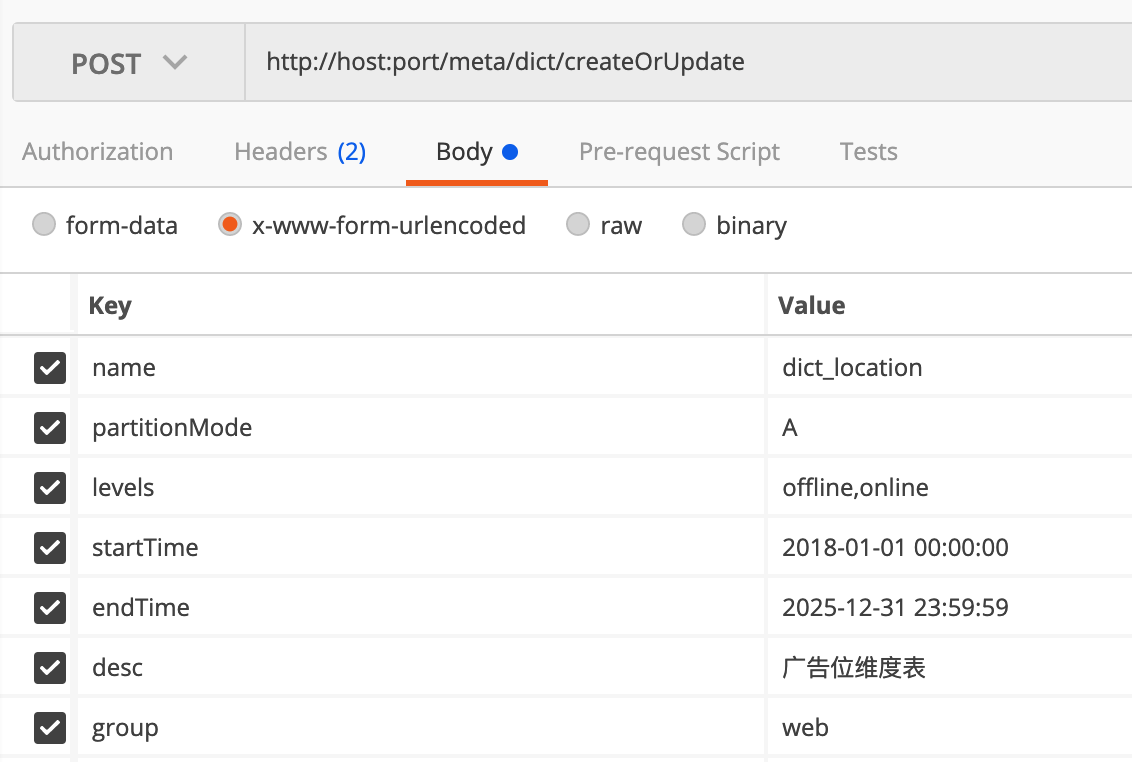 POST http://host:port/meta/dict/createOrUpdate
Authorization Headers (2) Body Pre-request Script Tests
form-data x-www-form-urlencoded raw binary
Key Value
name dict_location
partitionMode A
levels offline,online
startTime 2018-01-01 00:00:00
endTime 2025-12-31 23:59:59
desc 广告位维度表
group web